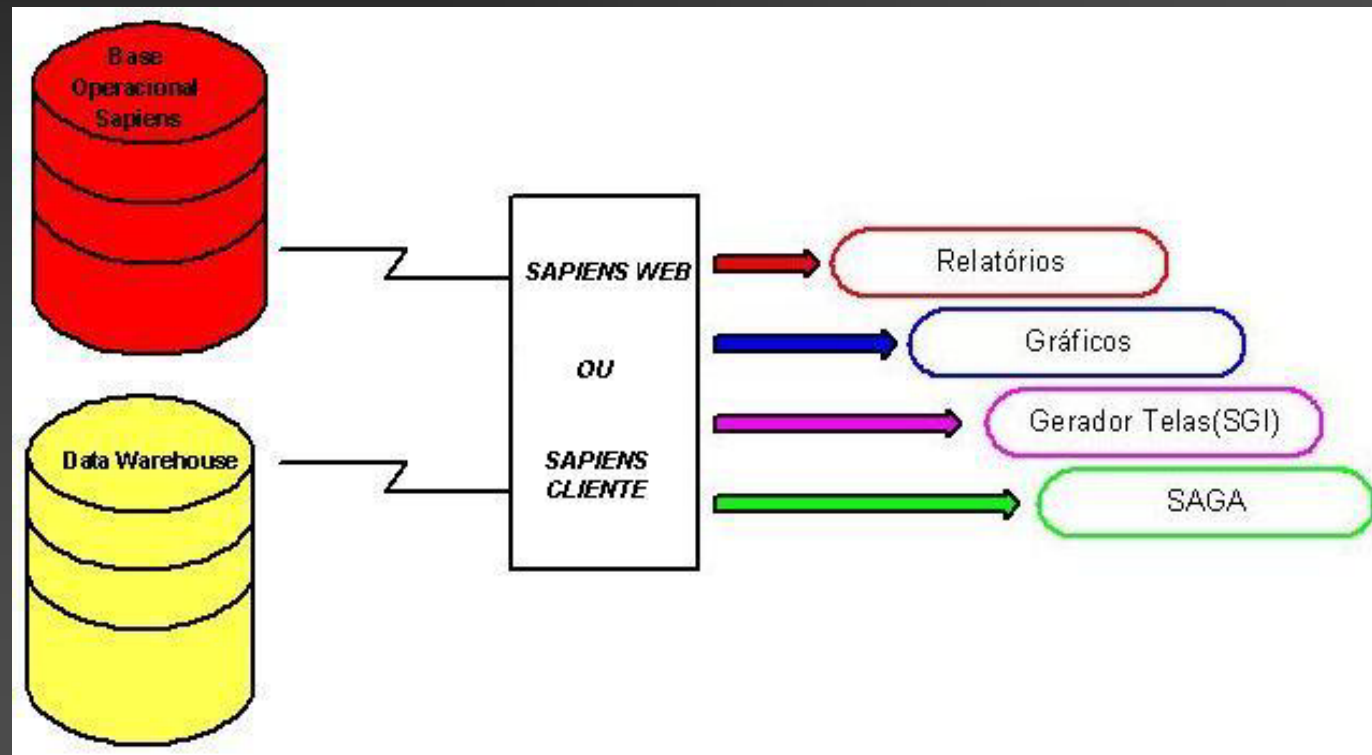 Base
Operacional
Sapiens
Data Warehouse
SAPIENS WEB
OU
SAPIENS
CLIENTE
Relatórios
Gráficos
Gerador Telas(SGI)
SAGA